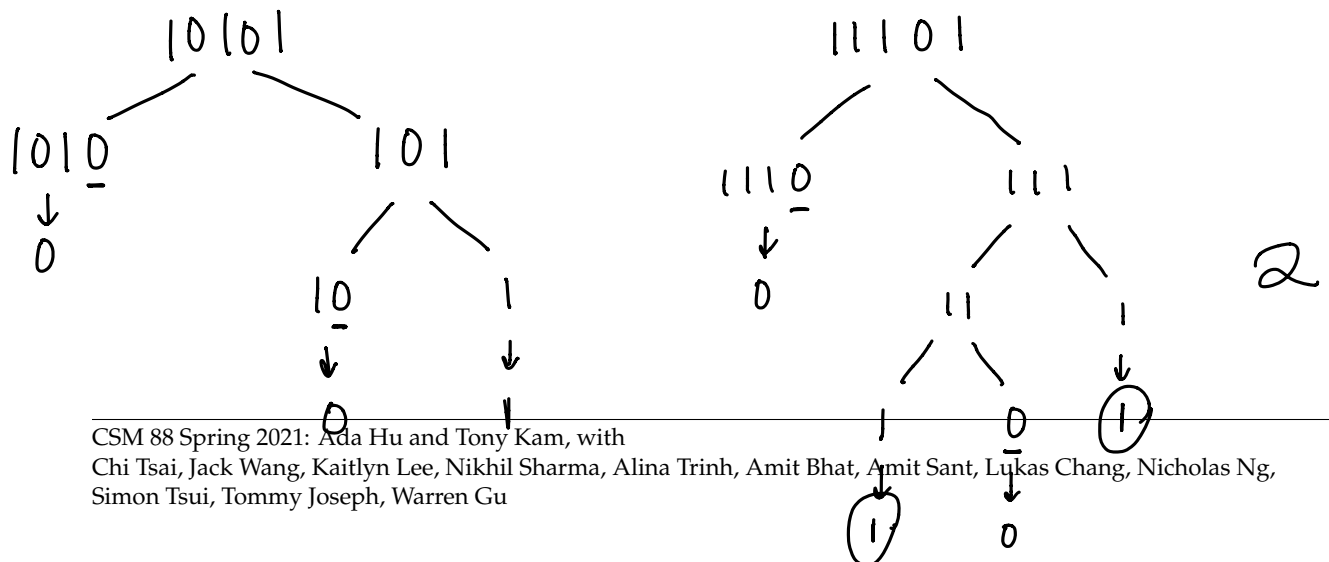 10101 11101
1010 101 1110 111
0 10 1 0 11 1 2
0 1 1 0 1
CSM 88 Spring 2021: Ada Hu and Tony Kam, with
Chi Tsai, Jack Wang, Kaitlyn Lee, Nikhil Sharma, Alina Trinh, Amit Bhat, Amit Sant, Lukas Chang, Nicholas Ng,
Simon Tsui, Tommy Joseph, Warren Gu
1 0